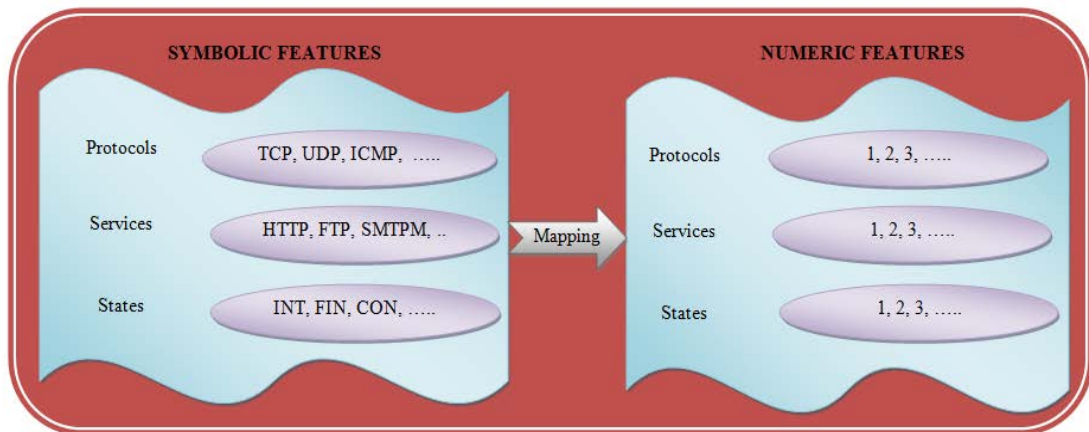 SYMBOLIC FEATURES
Protocols
TCP, UDP, ICMP, …..
Services
HTTP, FTP, SMTPM, ..
States
INT, FIN, CON, …..
Mapping
NUMERIC FEATURES
Protocols
1, 2, 3, …..
Services
1, 2, 3, …..
States
1, 2, 3, …..